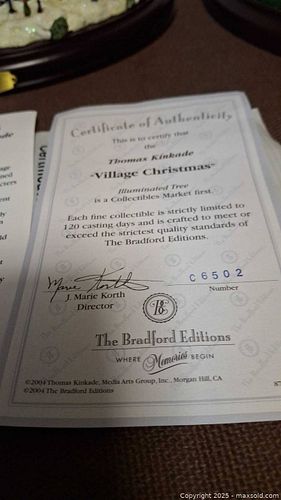 Certificate of Authenticity
This is to certify that
the
Thomas Kinkade
"Village Christmas"
Illuminated Tree
is a Collectibles Market first.
Each fine collectible is strictly limited to
120 casting days and is crafted to meet or
exceed the strictest quality standards of
The Bradford Editions.
Marie Korth
J. Marie Korth
Director
C6502
Number
The Bradford Editions
WHERE Memories BEGIN
©2004 Thomas Kinkade, Media Arts Group, Inc., Morgan Hill, CA
©2004 The Bradford Editions
Copyright 2025 - maxsold.com